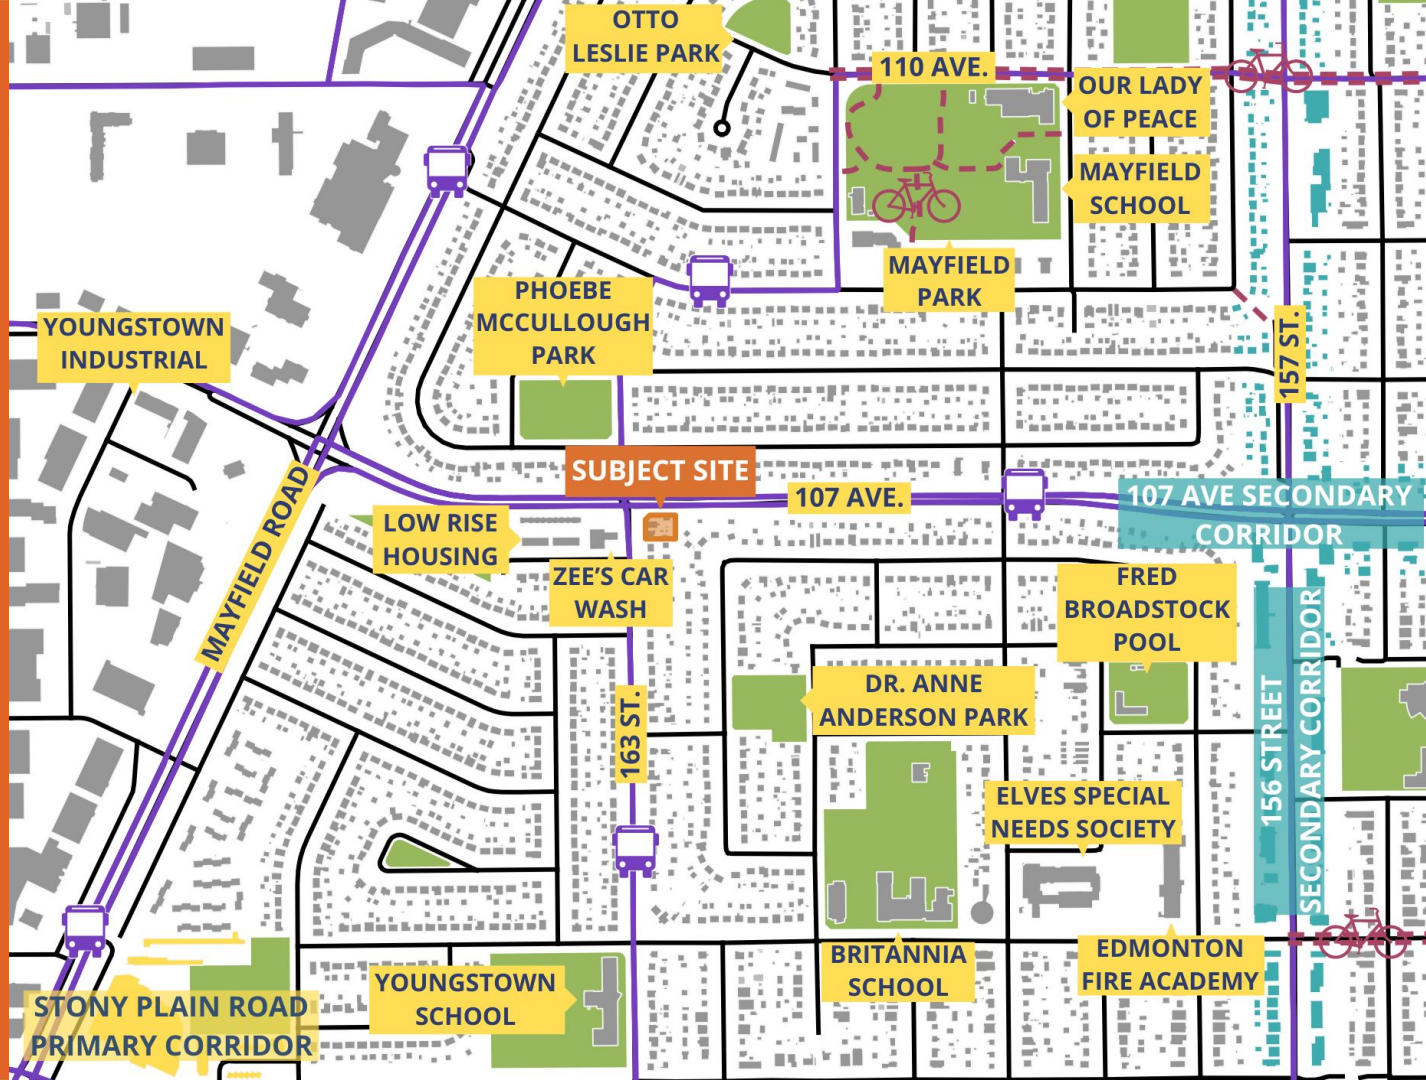 OTTO
LESLIE PARK
110 AVE.
OUR LADY
OF PEACE
MAYFIELD
SCHOOL
MAYFIELD
PARK
PHOEBE
MCCULLOUGH
PARK
YOUNGSTOWN
INDUSTRIAL
157 ST.
SUBJECT SITE
107 AVE.
107 AVE SECONDARY
CORRIDOR
LOW RISE
HOUSING
ZEE'S CAR
WASH
MAYFIELD ROAD
FRED
BROADSTOCK
POOL
DR. ANNE
ANDERSON PARK
163 ST.
156 STREET
SECONDARY CORRIDOR
ELVES SPECIAL
NEEDS SOCIETY
BRITANNIA
SCHOOL
EDMONTON
FIRE ACADEMY
YOUNGSTOWN
SCHOOL
STONY PLAIN ROAD
PRIMARY CORRIDOR